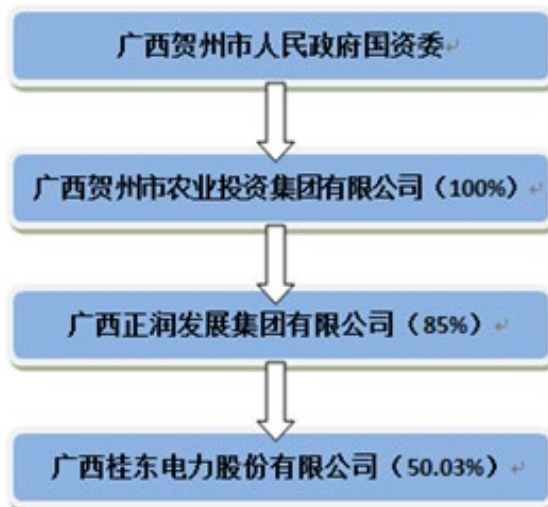 广西贺州市人民政府国资委
广西贺州市农业投资集团有限公司（100%）
广西正润发展集团有限公司（85%）
广西桂东电力股份有限公司（50.03%）